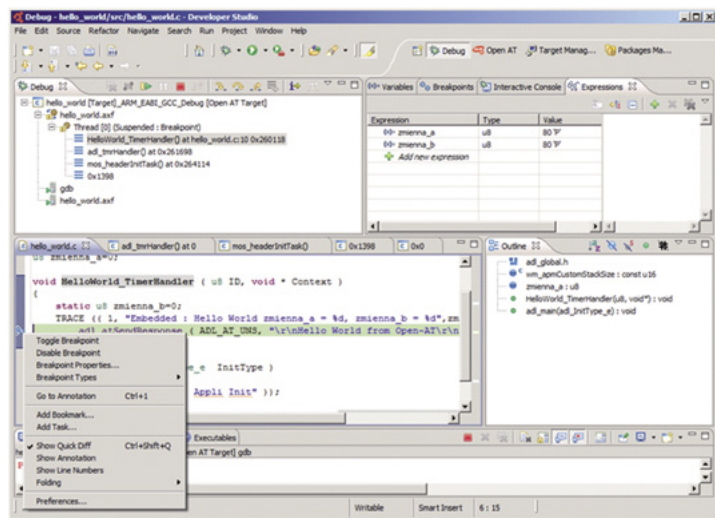 Debug - hello_world/src/hello_world.c - Developer Studio
File Edit Source Refactor Navigate Search Run Project Window Help
Debug Open AT Target Manag... Packages Ma...
Debug
hello_world [Target]_ARM_EABI_GCC_Debug [Open AT Target]
hello_world.axf
Thread [0] (Suspended : Breakpoint)
HelloWorld_TimerHandler() at hello_world.c:10 0x260118
adl_tmrHandler() at 0x261698
mos_headerInitTask() at 0x264114
0x1398
gdb
hello_world.axf
Variables Breakpoints Interactive Console Expressions
Expression Type Value
zmienna_a u8 80 'P'
zmienna_b u8 80 'P'
Add new expression
hello_world.c adl_tmrHandler() at 0 mos_headerInitTask() 0x1398 0x0
u8 zmienna_a=0;
void HelloWorld_TimerHandler ( u8 ID, void * Context )
{
static u8 zmienna_b=0;
TRACE (( 1, "Embedded : Hello World zmienna_a = %d, zmienna_b = %d",zm
adl_atSendResponse ( ADL_AT_UNS, "\r\nHello World from Open-AT\r\n
e_e InitType )
Appli Init" ));
Toggle Breakpoint
Disable Breakpoint
Breakpoint Properties...
Breakpoint Types
Go to Annotation Ctrl+1
Add Bookmark...
Add Task...
Show Quick Diff Ctrl+Shift+Q
Show Annotation
Show Line Numbers
Folding
Preferences...
Outline
adl_global.h
wm_apmCustomStackSize : const u16
zmienna_a : u8
HelloWorld_TimerHandler(u8, void*) : void
adl_main(adl_InitType_e) : void
Executables
en AT Target] gdb
Writable Smart Insert 6 : 15